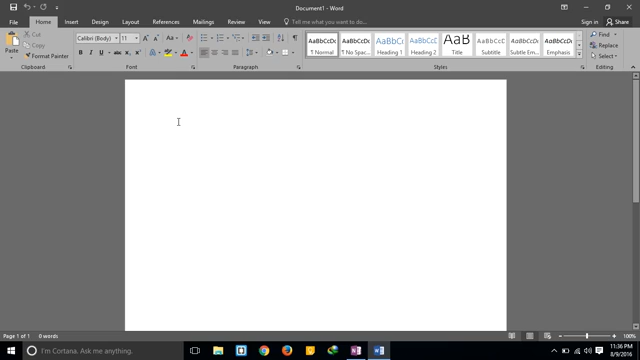 Document1 - Word
File Home Insert Design Layout References Mailings Review View Tell me what you want to do... Sign in Share
Cut
Copy
Paste
Format Painter
Calibri (Body) 11
AaBbCcDc AaBbCcDc AaBbCc AaBbCcC AaB AaBbCcD AaBbCcDc AaBbCcDc
¶ Normal ¶ No Spac... Heading 1 Heading 2 Title Subtitle Subtle Em... Emphasis
Find
Replace
Select
Clipboard Font Paragraph Styles Editing
Page 1 of 1 0 words 100%
I'm Cortana. Ask me anything.
11:36 PM
8/9/2016